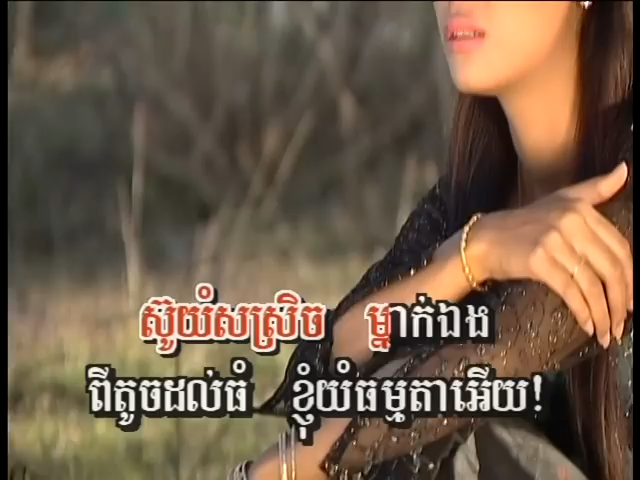 ស៊ូយំសស្រិច ម្នាក់ឯង
ពីតូចដល់ធំ ខ្ញុំយំធម្មតាអើយ!